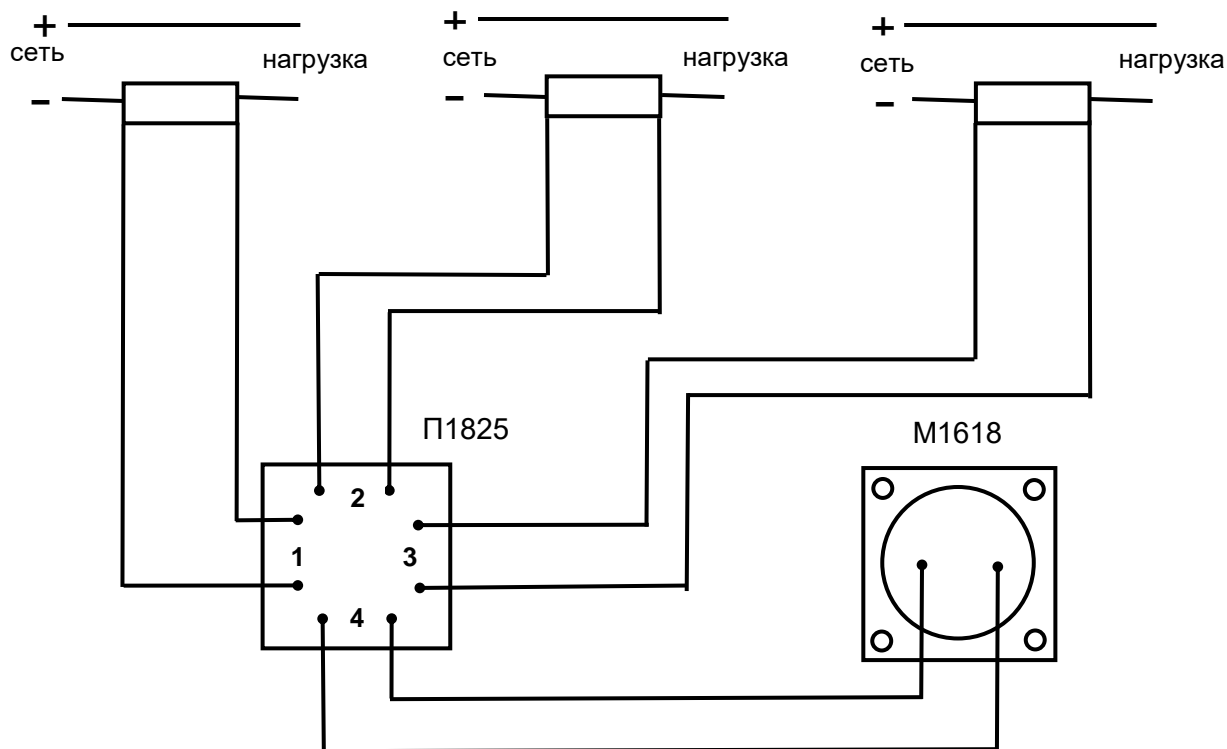 +
сеть
нагрузка
-
+
сеть
нагрузка
-
+
сеть
нагрузка
-
П1825
М1618
2
1
3
4